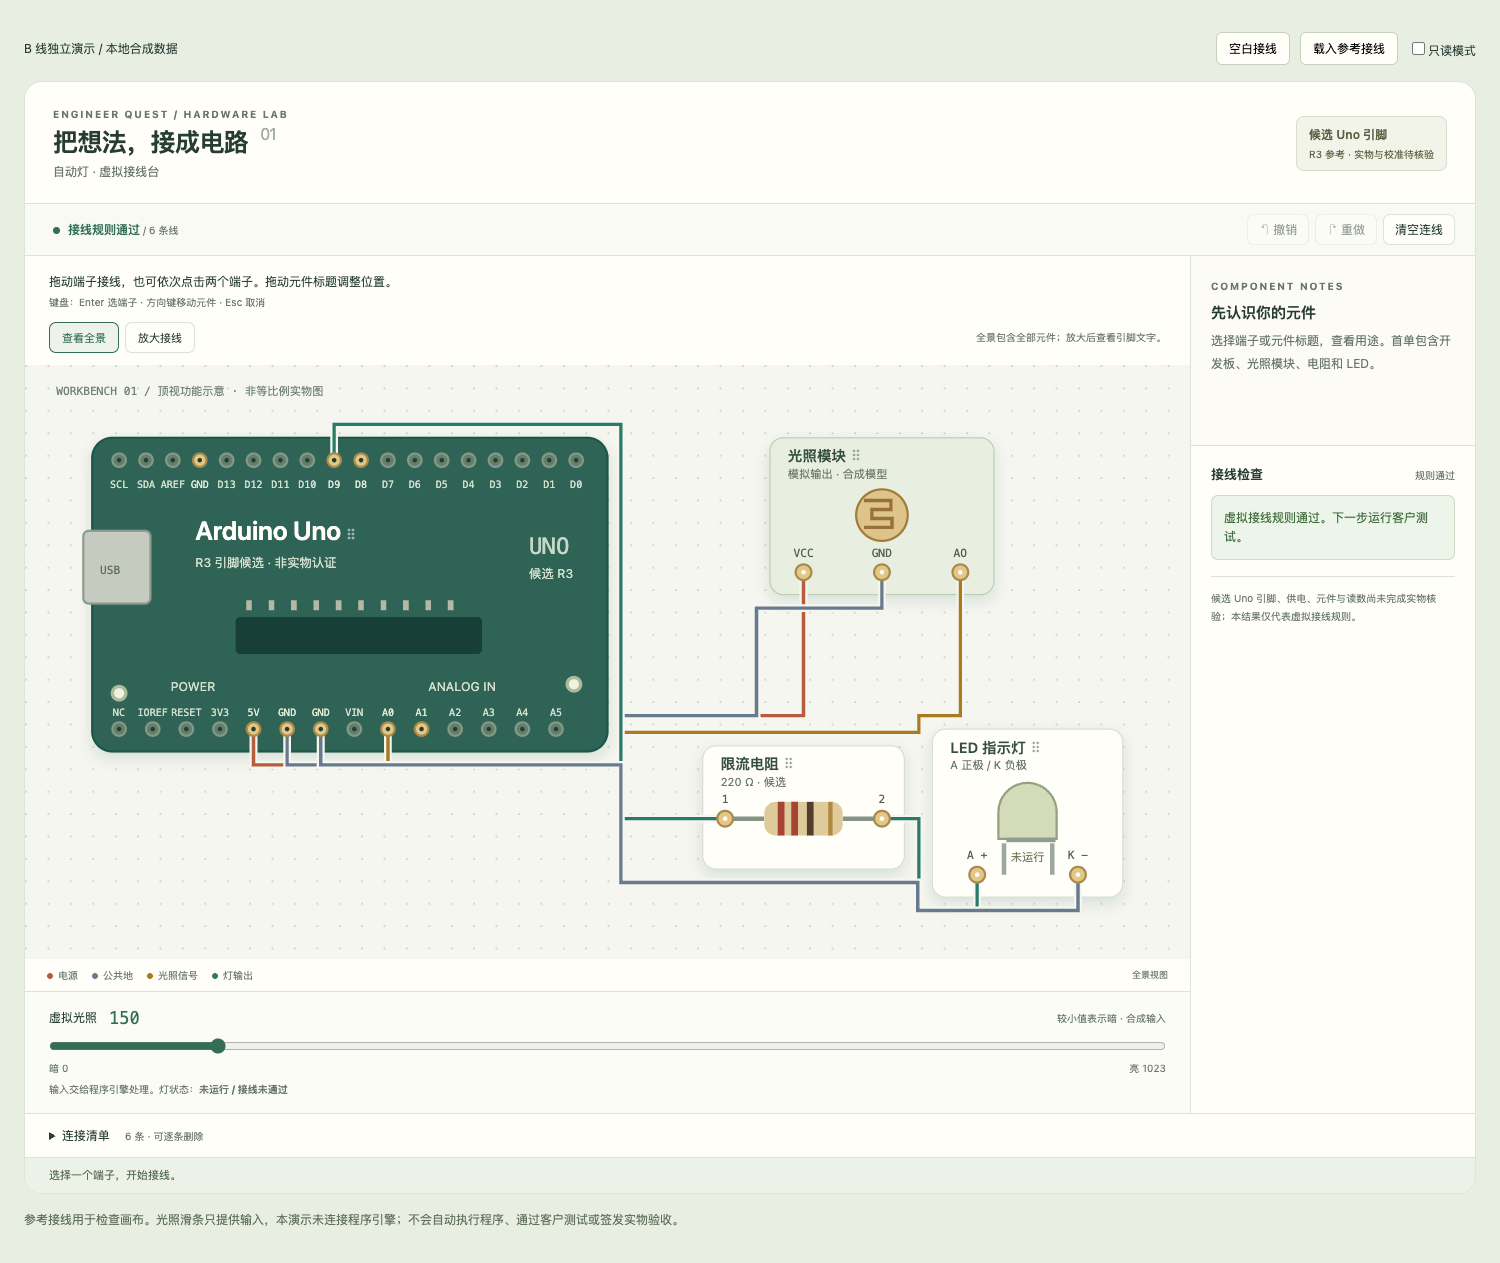 B 线独立演示 / 本地合成数据
空白接线
载入参考接线
只读模式
ENGINEER QUEST / HARDWARE LAB
把想法，接成电路 01
自动灯 · 虚拟接线台
候选 Uno 引脚
R3 参考 · 实物与校准待核验
接线规则通过 / 6 条线
撤销
重做
清空连线
拖动端子接线，也可依次点击两个端子。拖动元件标题调整位置。
键盘：Enter 选端子 · 方向键移动元件 · Esc 取消
查看全景
放大接线
全景包含全部元件；放大后查看引脚文字。
COMPONENT NOTES
先认识你的元件
选择端子或元件标题，查看用途。首单包含开
发板、光照模块、电阻和 LED。
WORKBENCH 01 / 顶视功能示意 · 非等比例实物图
SCL SDA AREF GND D13 D12 D11 D10 D9 D8 D7 D6 D5 D4 D3 D2 D1 D0
Arduino Uno
R3 引脚候选 · 非实物认证
UNO
候选 R3
USB
POWER
ANALOG IN
NC IOREF RESET 3V3 5V GND GND VIN A0 A1 A2 A3 A4 A5
光照模块
模拟输出 · 合成模型
VCC GND AO
限流电阻
220 Ω · 候选
1 2
LED 指示灯
A 正极 / K 负极
A + 未运行 K −
接线检查
规则通过
虚拟接线规则通过。下一步运行客户测
试。
候选 Uno 引脚、供电、元件与读数尚未完成实物核
验；本结果仅代表虚拟接线规则。
电源 公共地 光照信号 灯输出
全景视图
虚拟光照 150
较小值表示暗 · 合成输入
暗 0
亮 1023
输入交给程序引擎处理。灯状态：未运行 / 接线未通过
连接清单 6 条 · 可逐条删除
选择一个端子，开始接线。
参考接线用于检查画布。光照滑条只提供输入，本演示未连接程序引擎；不会自动执行程序、通过客户测试或签发实物验收。